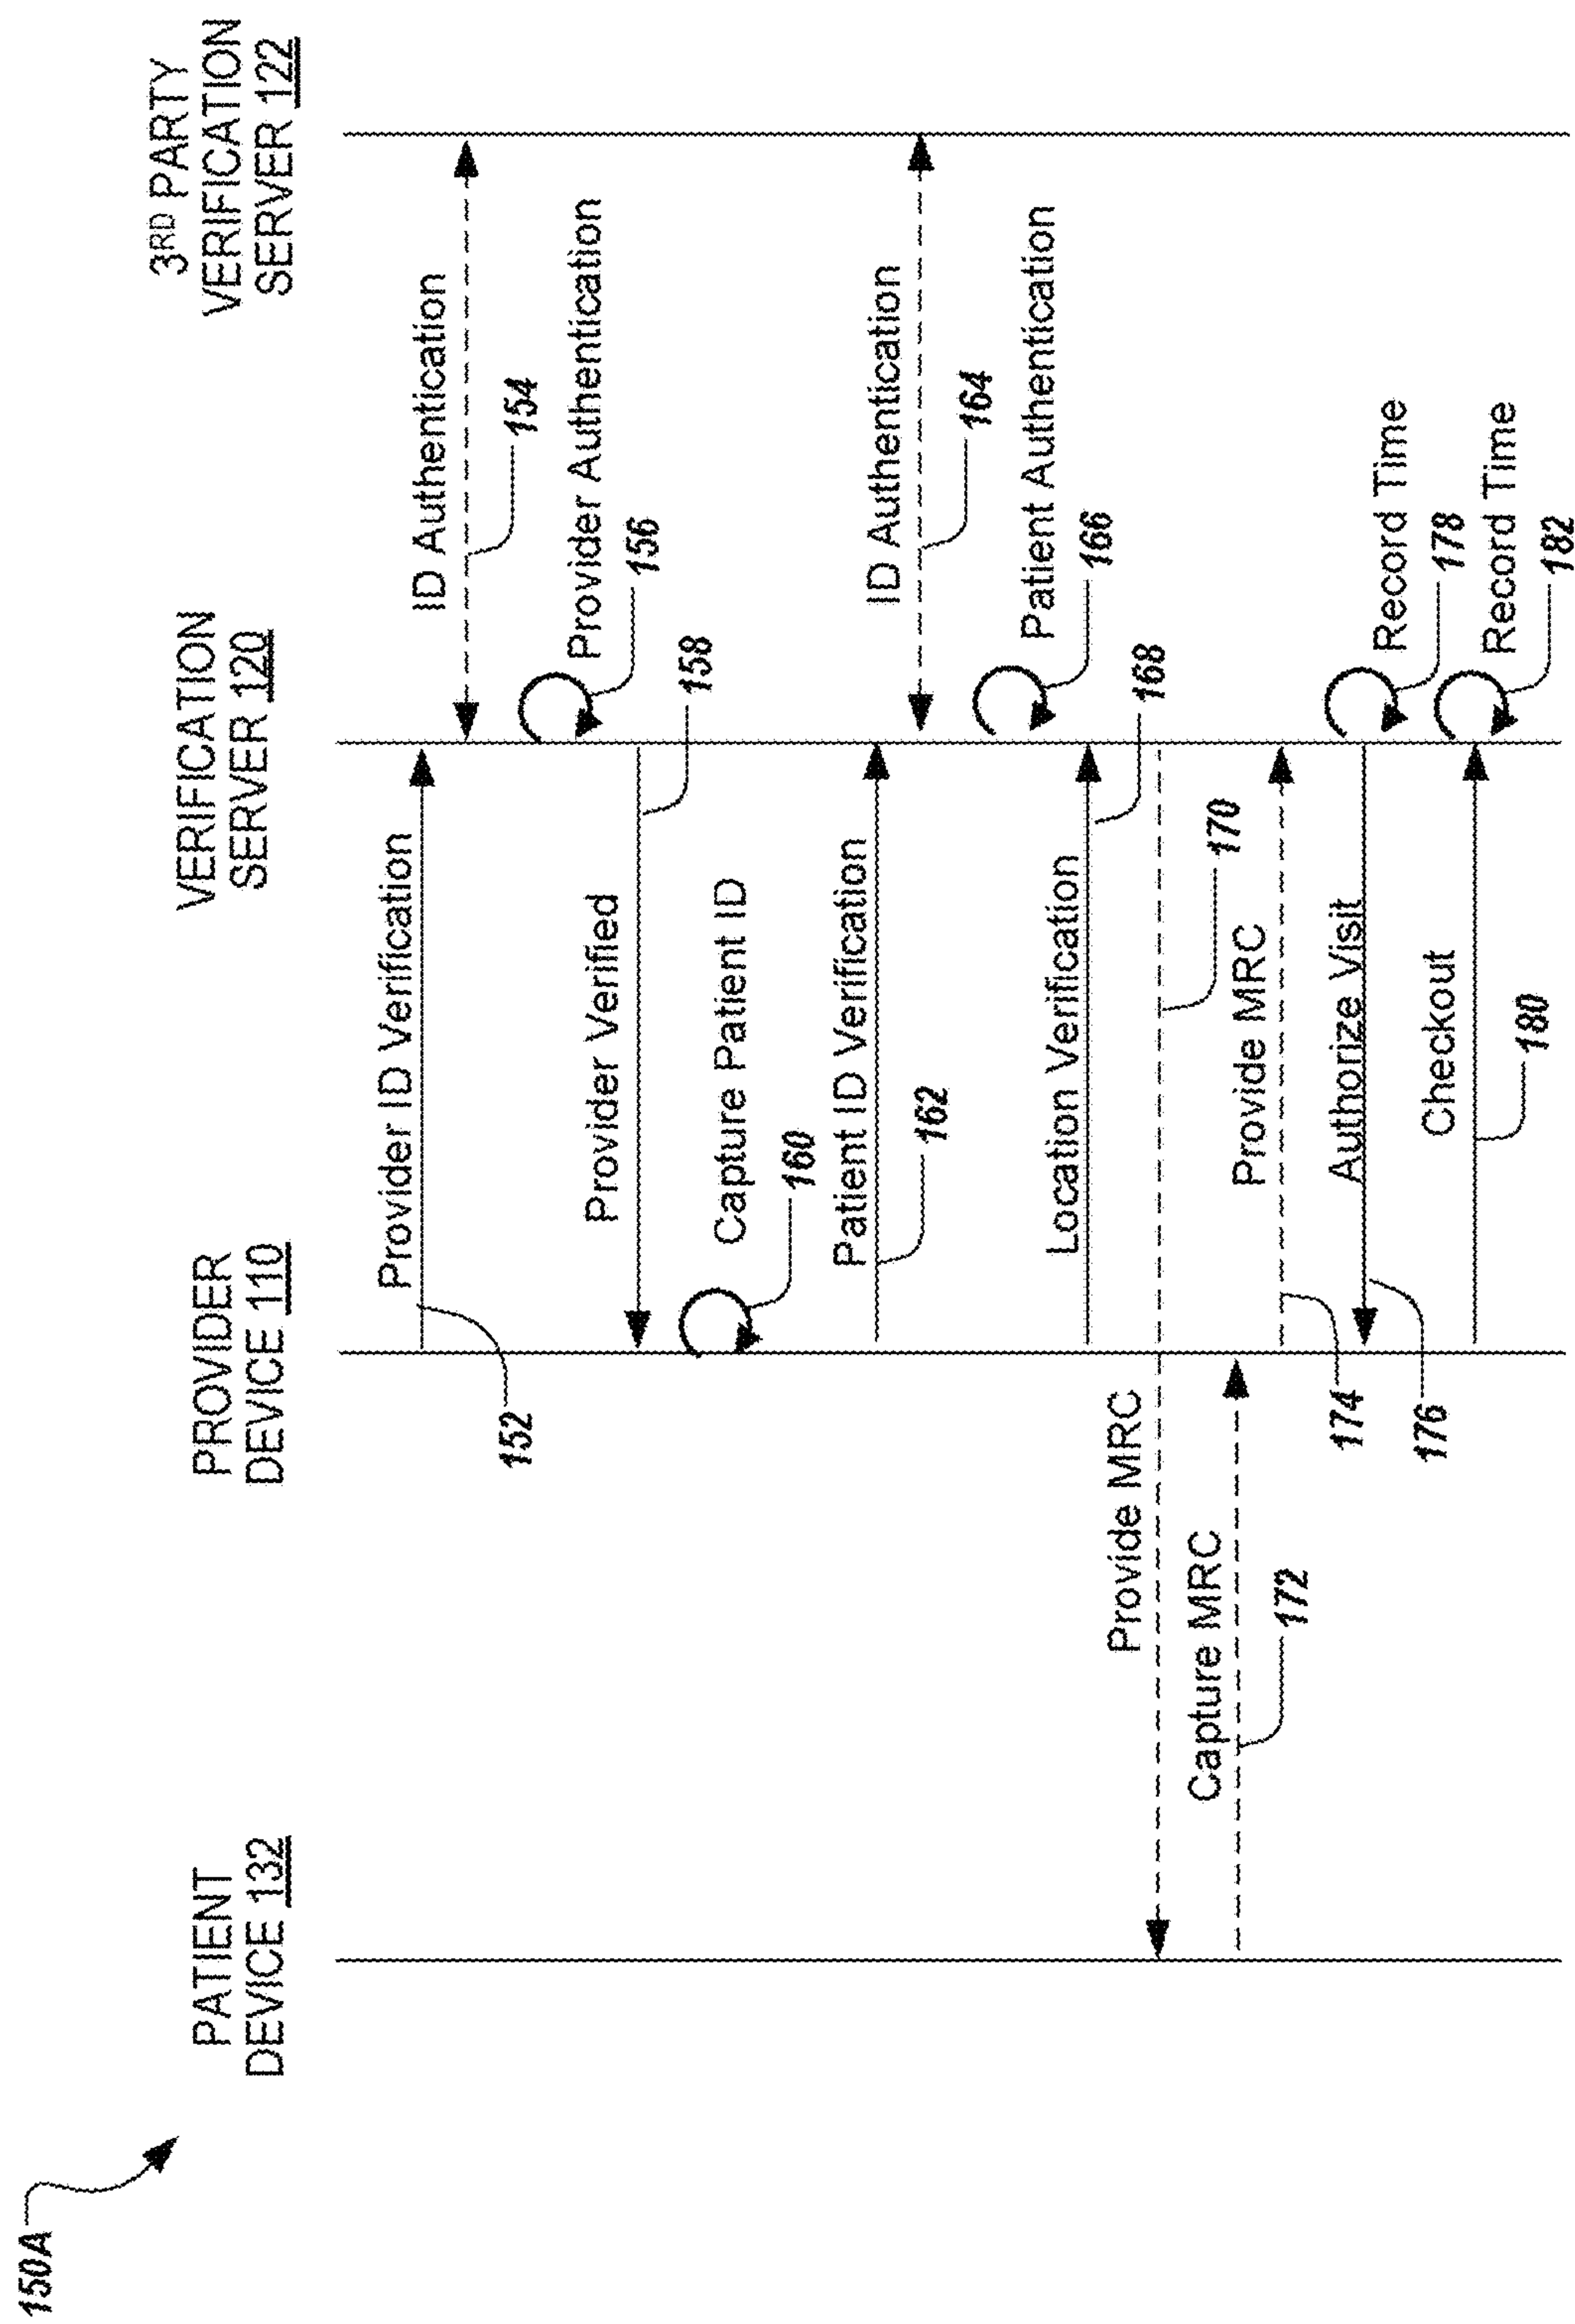 150A
PATIENT
DEVICE 132
PROVIDER
DEVICE 110
VERIFICATION
SERVER 120
3RD PARTY
VERIFICATION
SERVER 122
Provider ID Verification
152
ID Authentication
154
Provider Authentication
156
Provider Verified
158
Capture Patient ID
160
Patient ID Verification
162
ID Authentication
164
Patient Authentication
166
Location Verification
168
Provide MRC
170
Capture MRC
172
Provide MRC
174
Authorize Visit
176
Record Time
178
Checkout
180
Record Time
182